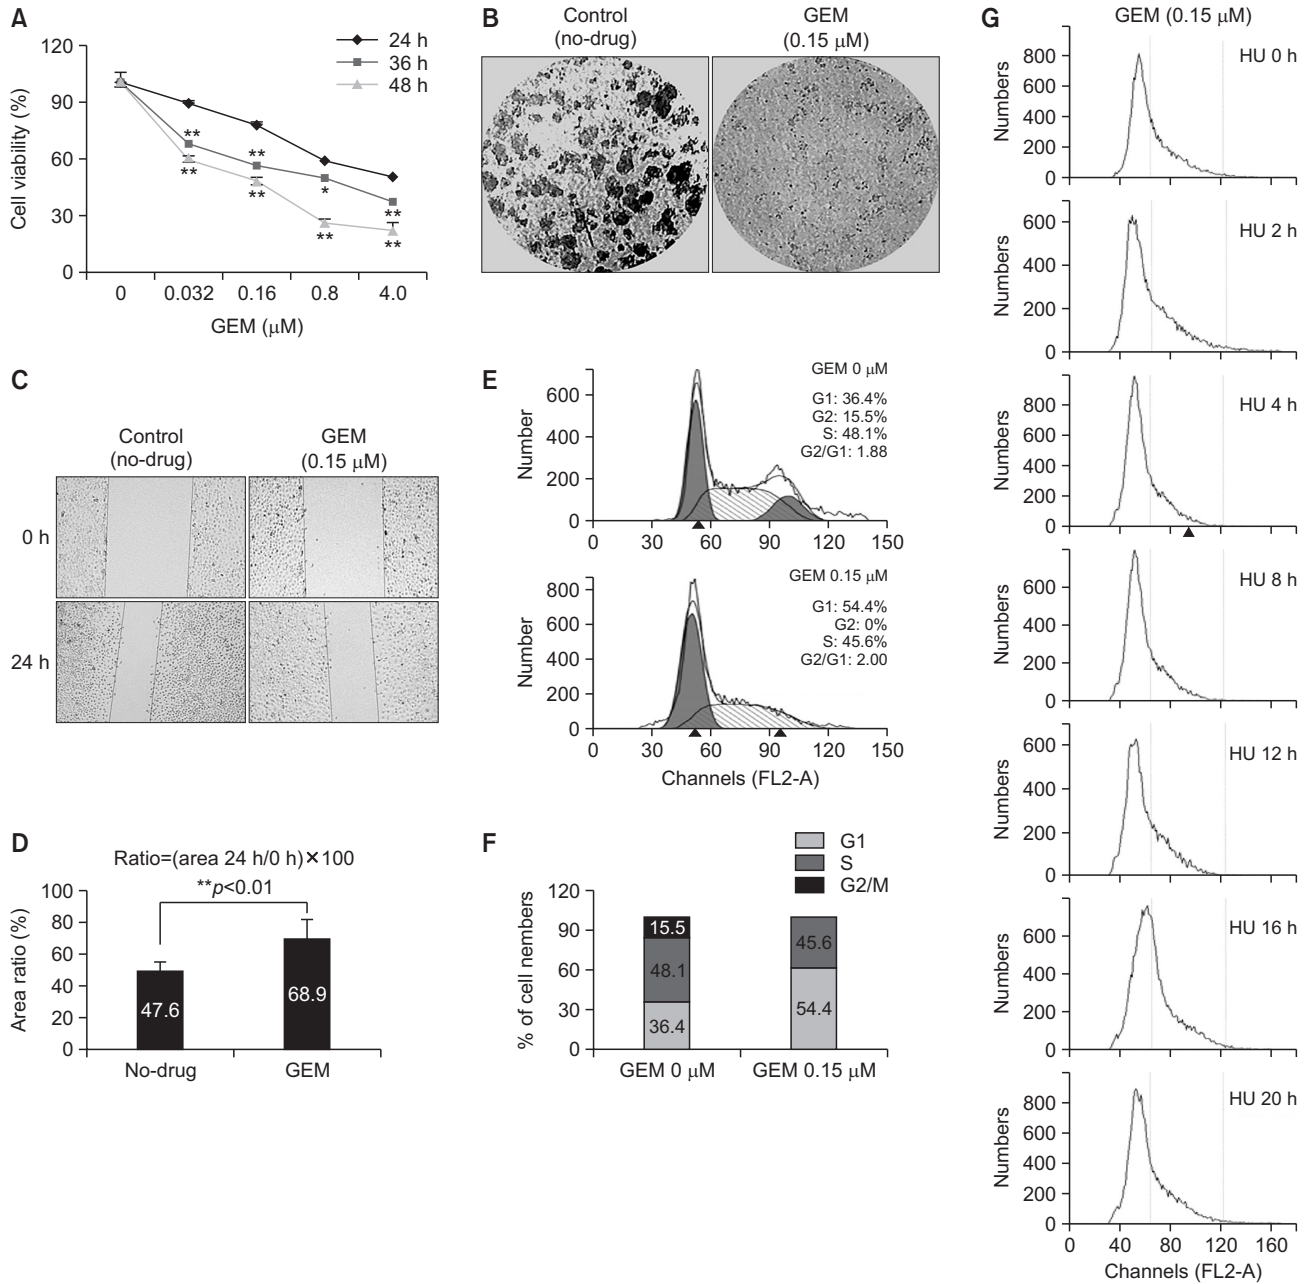 A
120
90
60
30
0
Cell viability (%)
24 h
36 h
48 h
**
**
**
**
*
**
**
**
0
0.032
0.16
0.8
4.0
GEM (μM)
B
Control
(no-drug)
GEM
(0.15 μM)
C
Control
(no-drug)
GEM
(0.15 μM)
0 h
24 h
D
Ratio=(area 24 h/0 h)×100
**p<0.01
100
80
60
40
20
0
Area ratio (%)
47.6
68.9
No-drug
GEM
E
GEM 0 μM
G1: 36.4%
G2: 15.5%
S: 48.1%
G2/G1: 1.88
600
400
200
0
Number
0
30
60
90
120
150
GEM 0.15 μM
G1: 54.4%
G2: 0%
S: 45.6%
G2/G1: 2.00
800
600
400
200
0
Number
0
30
60
90
120
150
Channels (FL2-A)
F
G1
S
G2/M
120
90
60
30
0
% of cell nembers
15.5
48.1
36.4
45.6
54.4
GEM 0 μM
GEM 0.15 μM
G
GEM (0.15 μM)
HU 0 h
800
600
400
200
0
Numbers
HU 2 h
600
400
200
0
Numbers
HU 4 h
800
600
400
200
0
Numbers
HU 8 h
600
400
200
0
Numbers
HU 12 h
600
400
200
0
Numbers
HU 16 h
600
400
200
0
Numbers
HU 20 h
800
600
400
200
0
Numbers
0
40
80
120
160
Channels (FL2-A)